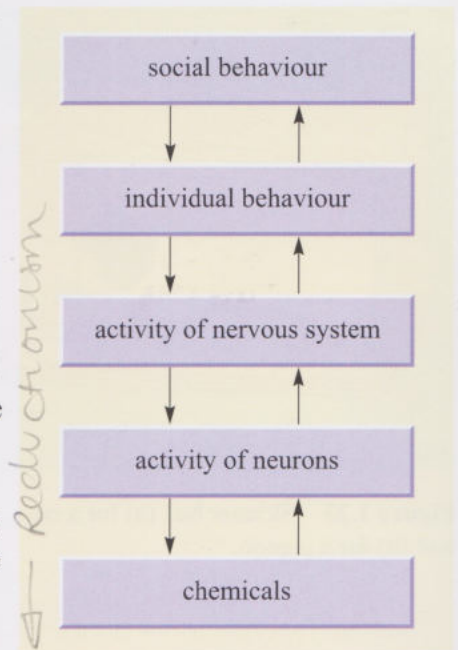 social behaviour
individual behaviour
activity of nervous system
activity of neurons
chemicals
Reductionism